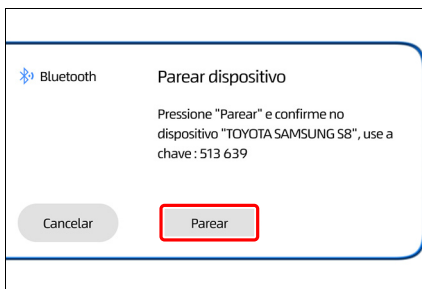 Bluetooth
Parear dispositivo
Pressione "Parear" e confirme no
dispositivo "TOYOTA SAMSUNG S8", use a
chave : 513 639
Cancelar
Parear